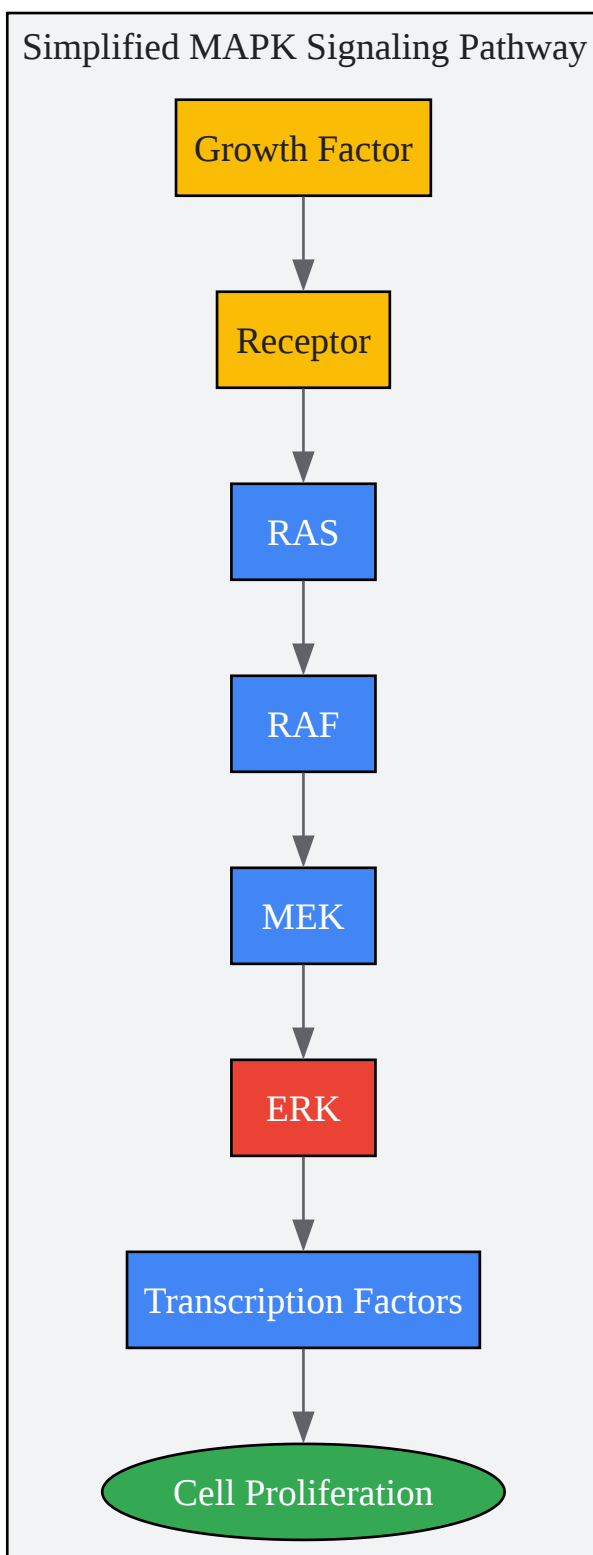 Simplified MAPK Signaling Pathway
Growth Factor
Receptor
RAS
RAF
MEK
ERK
Transcription Factors
Cell Proliferation